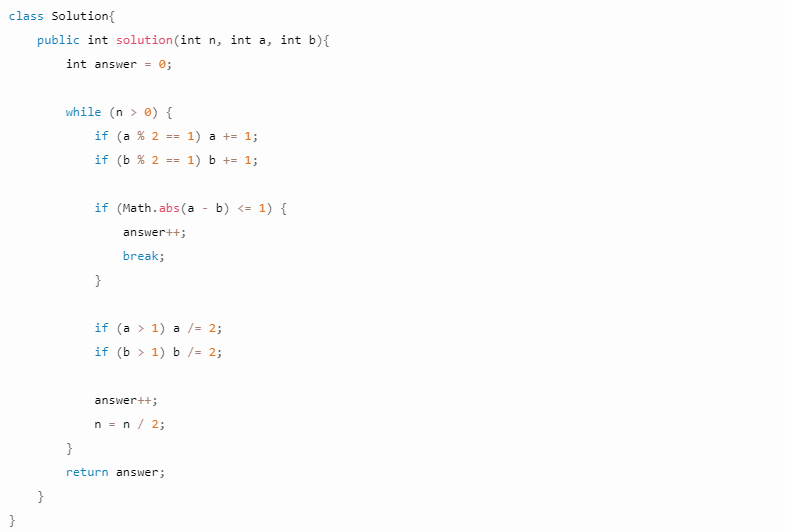 class Solution{
    public int solution(int n, int a, int b){
        int answer = 0;

        while (n > 0) {
            if (a % 2 == 1) a += 1;
            if (b % 2 == 1) b += 1;

            if (Math.abs(a - b) <= 1) {
                answer++;
                break;
            }

            if (a > 1) a /= 2;
            if (b > 1) b /= 2;

            answer++;
            n = n / 2;
        }
        return answer;
    }
}